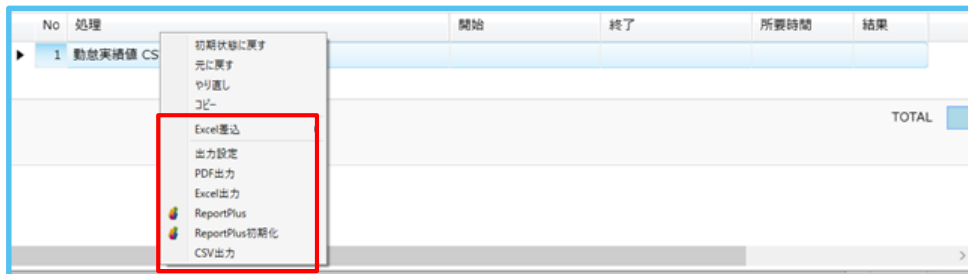 No 処理 開始 終了 所要時間 結果
1 勤怠実績値 CS
初期状態に戻す
元に戻す
やり直し
コピー
Excel差込
TOTAL
出力設定
PDF出力
Excel出力
ReportPlus
ReportPlus初期化
CSV出力